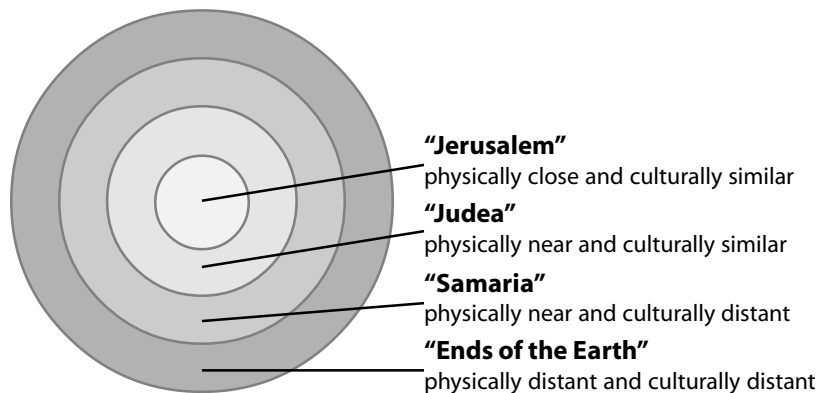 “Jerusalem”
physically close and culturally similar
“Judea”
physically near and culturally similar
“Samaria”
physically near and culturally distant
“Ends of the Earth”
physically distant and culturally distant